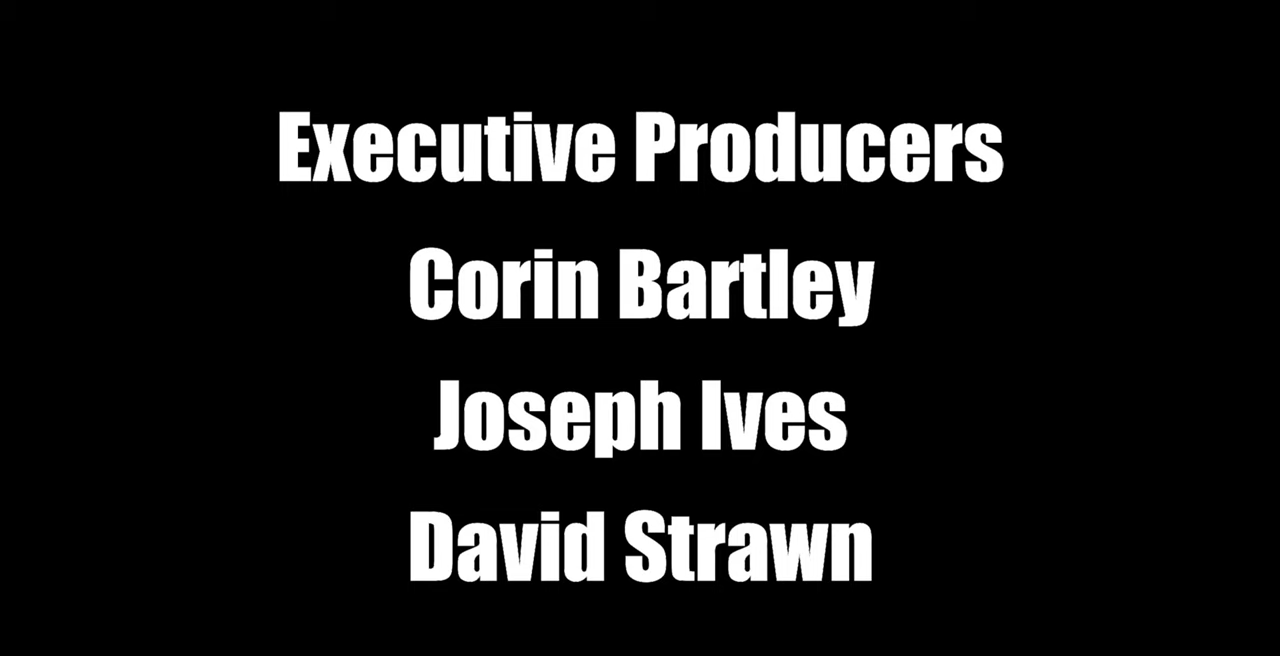 Executive Producers
Corin Bartley
Joseph Ives
David Strawn